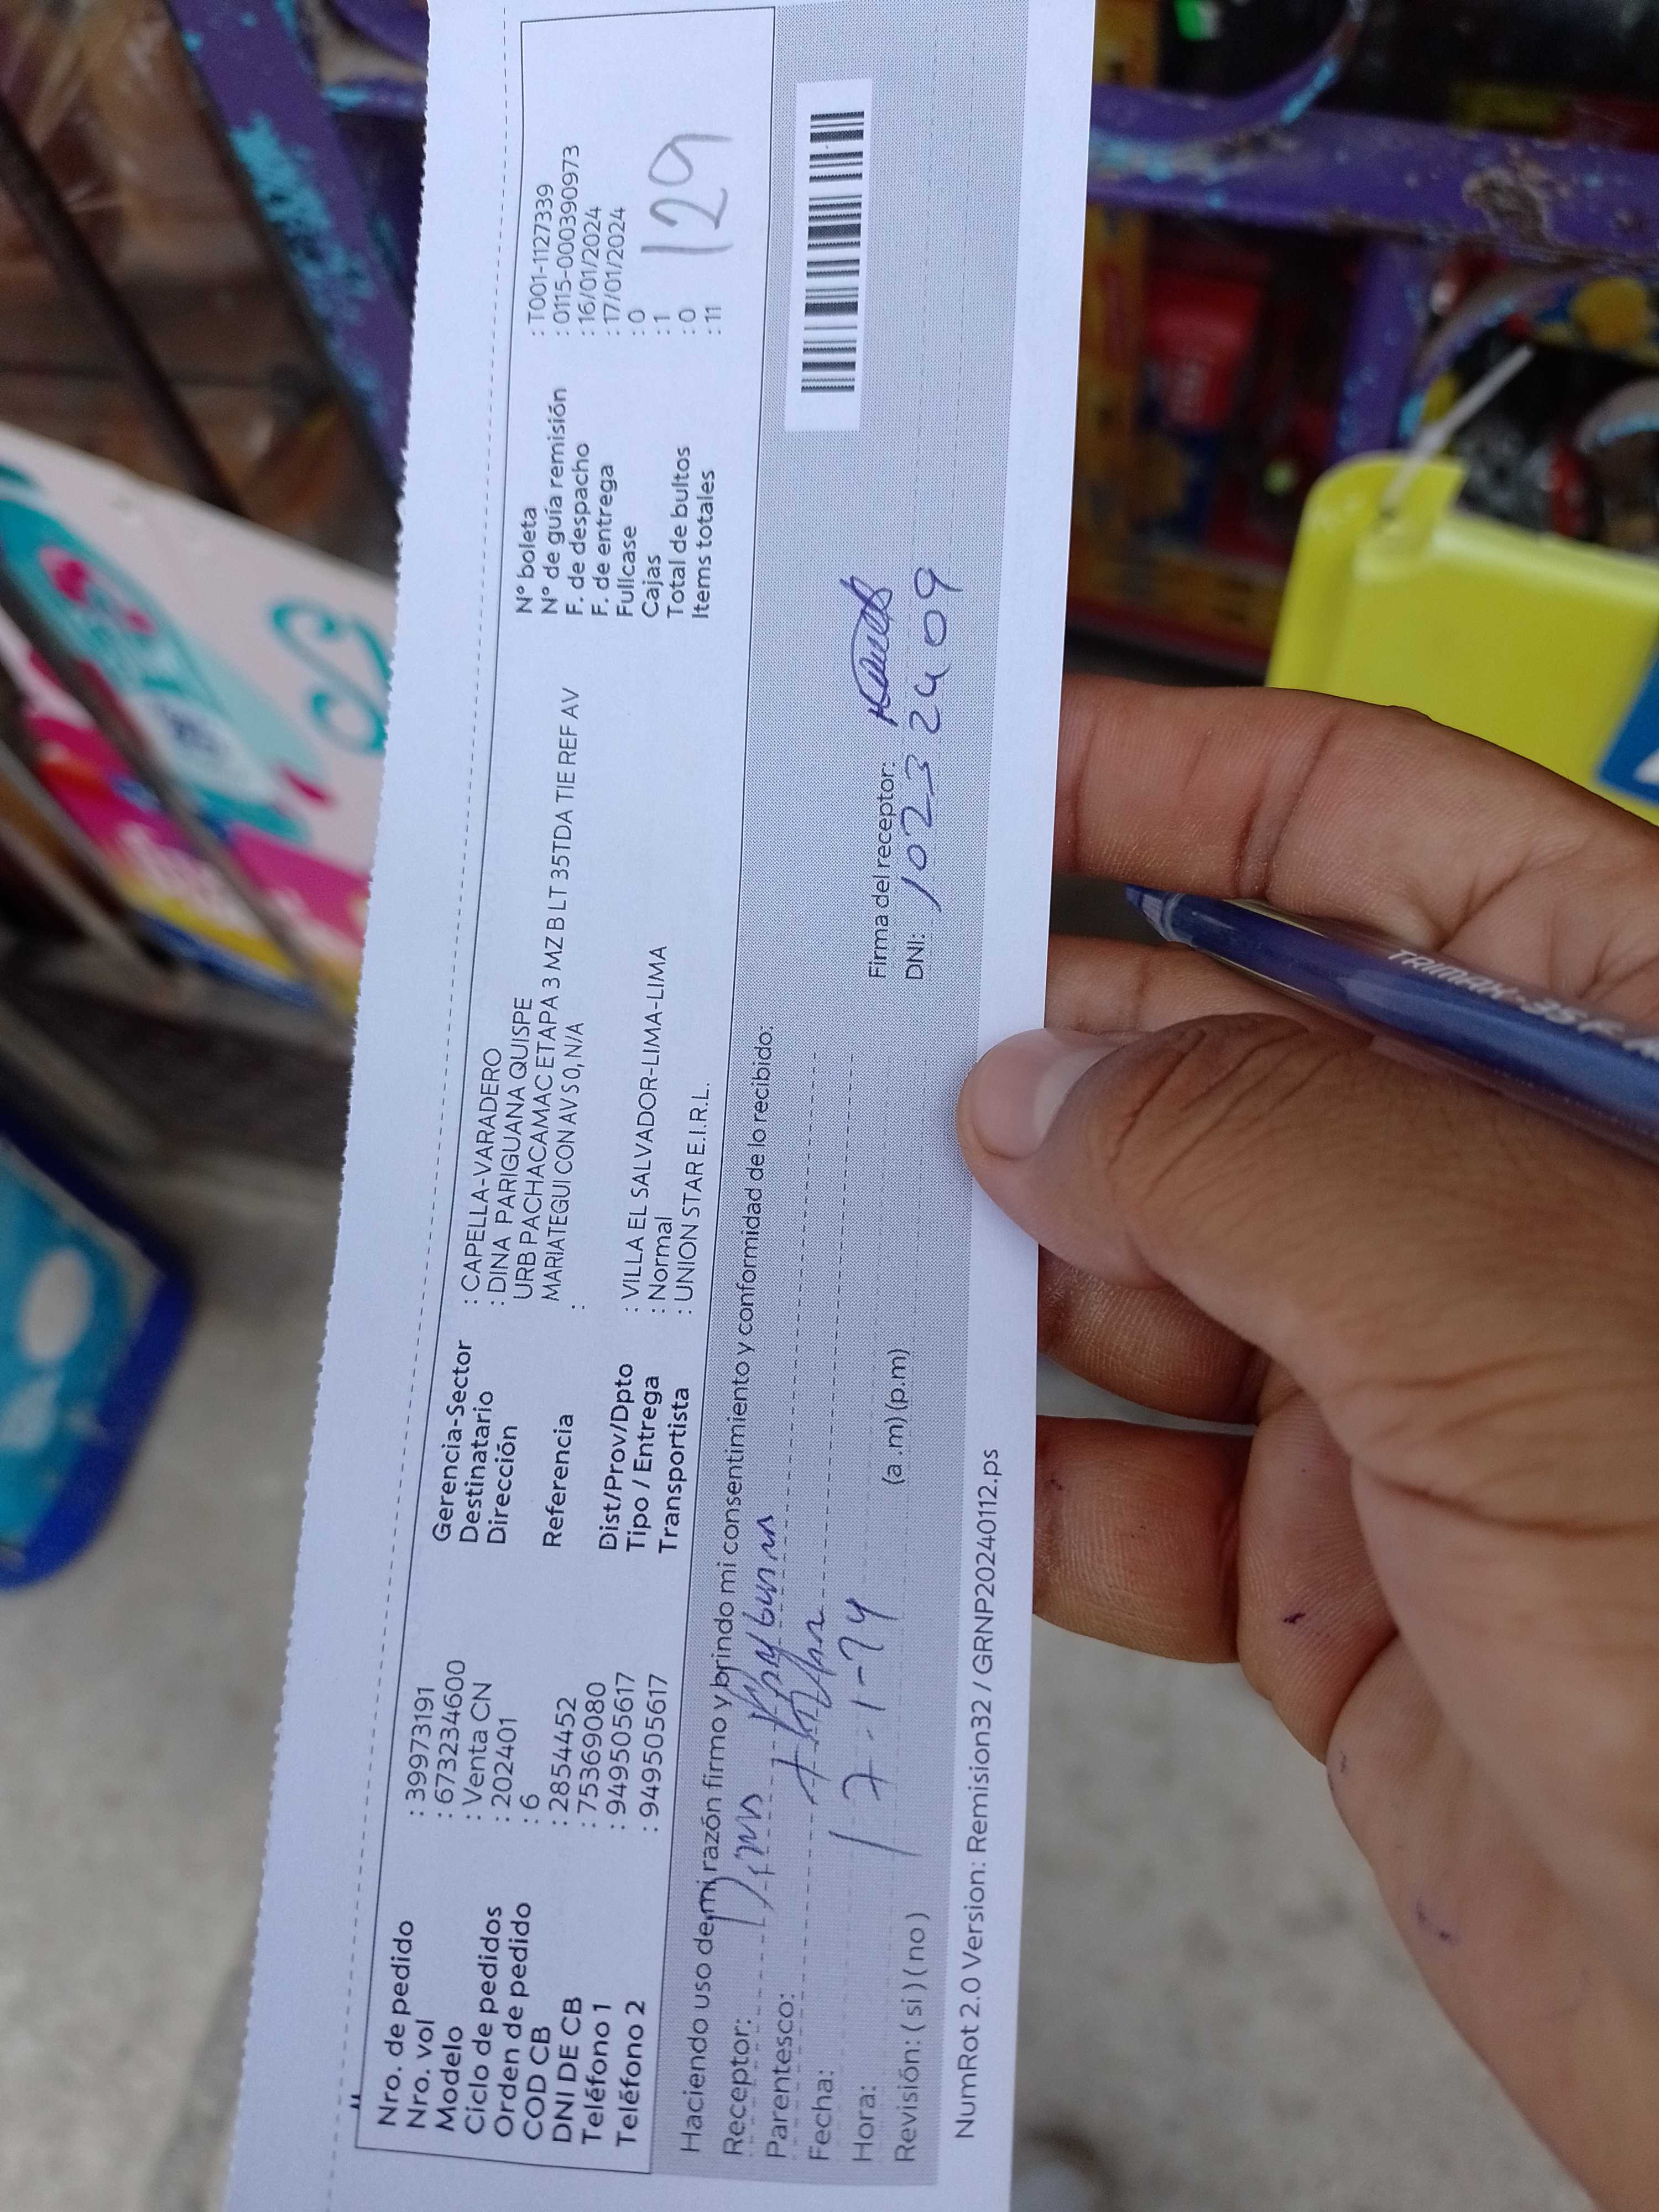 Nro. de pedido : 39973191
Nro. vol : 673234600
Modelo : Venta CN
Ciclo de pedidos : 202401
Orden de pedido : 6
COD CB : 28544452
DNI DE CB : 75369080
Teléfono 1 : 949505617
Teléfono 2 : 949505617
Gerencia-Sector : CAPELLA-VARADERO
Destinatario : DINA PARIGUANA QUISPE
Dirección URB PACHACAMAC ETAPA 3 MZ B LT 35TDA TIE REF AV
MARIATEGUI CON AV S 0, N/A
Referencia :
Dist/Prov/Dpto : VILLA EL SALVADOR-LIMA-LIMA
Tipo / Entrega : Normal
Transportista : UNION STAR E.I.R.L.
N° boleta : T001-1127339
N° de guía remisión : 0115-0003909​73
F. de despacho : 16/01/2024
F. de entrega : 17/01/2024
Fullcase : 0
Cajas : 1
Total de bultos : 0
Items totales : 11
129
Haciendo uso de mi razón firmo y brindo mi consentimiento y conformidad de lo recibido.
Receptor:
Parentesco:
Fecha:
Hora: (a.m) (p.m)
Revisión: ( si ) ( no )
Firma del receptor:
DNI: 10232409
NumRot 2.0 Version: Remision32 / GRNP20240112.ps
TRIMAX-35 F.